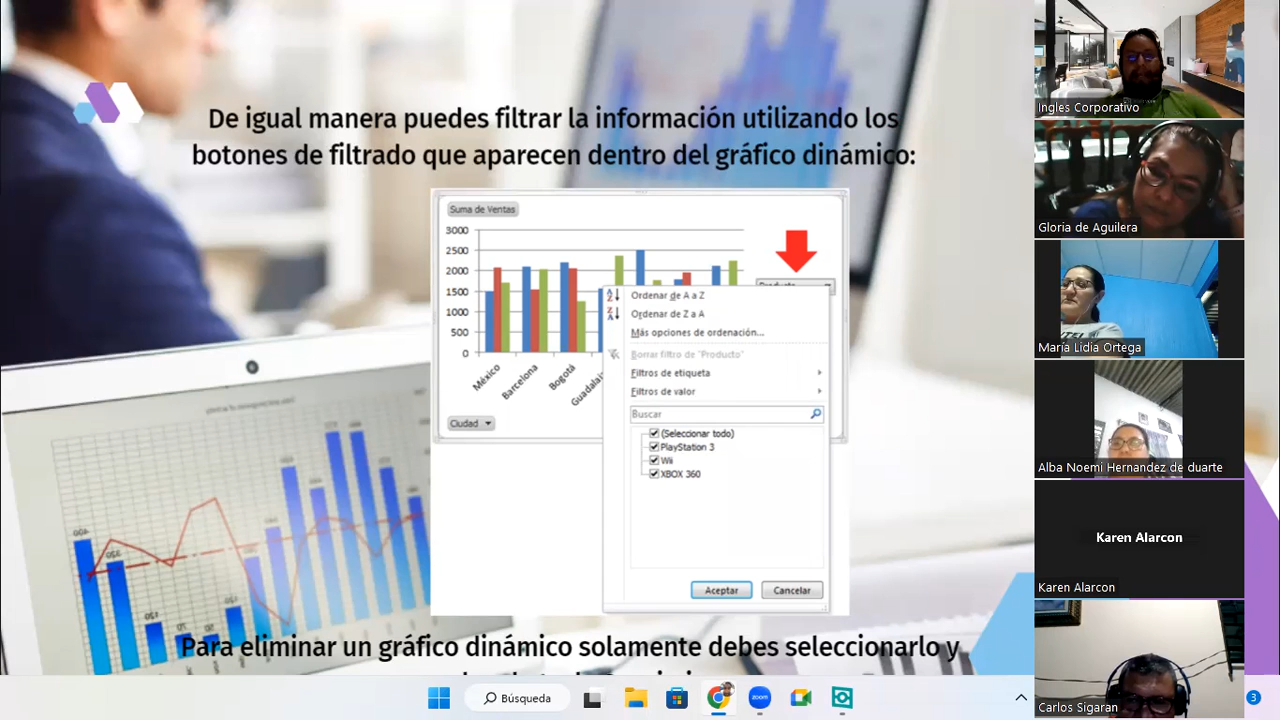 De igual manera puedes filtrar la información utilizando los
botones de filtrado que aparecen dentro del gráfico dinámico:
Suma de Ventas
3000
2500
2000
1500
1000
500
0
México
Barcelona
Bogotá
Ciudad
Ordenar de A a Z
Ordenar de Z a A
Más opciones de ordenación...
Borrar filtro de "Producto"
Filtros de etiqueta
Filtros de valor
Buscar
(Seleccionar todo)
PlayStation 3
Wii
XBOX 360
Aceptar
Cancelar
Para eliminar un gráfico dinámico solamente debes seleccionarlo y
Ingles Corporativo
Gloria de Aguilera
María Lidia Ortega
Alba Noemi Hernandez de duarte
Karen Alarcon
Karen Alarcon
Carlos Sigaran
Búsqueda
zoom
3